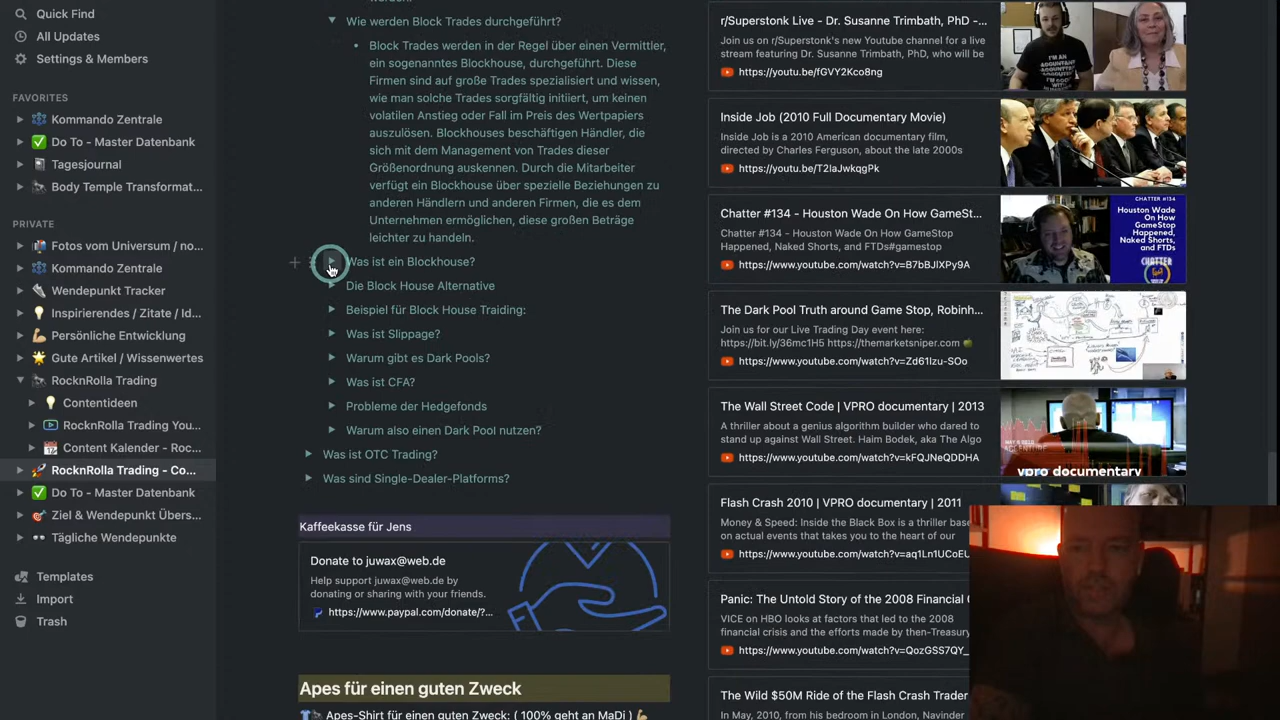 Quick Find
All Updates
Settings & Members
FAVORITES
Kommando Zentrale
Do To - Master Datenbank
Tagesjournal
Body Temple Transformat...
PRIVATE
Fotos vom Universum / no...
Kommando Zentrale
Wendepunkt Tracker
Inspirierendes / Zitate / Id...
Persönliche Entwicklung
Gute Artikel / Wissenwertes
RocknRolla Trading
Contentideen
RocknRolla Trading You...
Content Kalender - Roc...
RocknRolla Trading - Co...
Do To - Master Datenbank
Ziel & Wendepunkt Übers...
Tägliche Wendepunkte
Templates
Import
Trash
Wie werden Block Trades durchgeführt?
Block Trades werden in der Regel über einen Vermittler,
ein sogenanntes Blockhouse, durchgeführt. Diese
Firmen sind auf große Trades spezialisiert und wissen,
wie man solche Trades sorgfältig initiiert, um keinen
volatilen Anstieg oder Fall im Preis des Wertpapiers
auszulösen. Blockhouses beschäftigen Händler, die
sich mit dem Management von Trades dieser
Größenordnung auskennen. Durch die Mitarbeiter
verfügt ein Blockhouse über spezielle Beziehungen zu
anderen Händlern und anderen Firmen, die es dem
Unternehmen ermöglichen, diese großen Beträge
leichter zu handeln.
Was ist ein Blockhouse?
Die Block House Alternative
Beispiel für Block House Traiding:
Was ist Slippage?
Warum gibt es Dark Pools?
Was ist CFA?
Probleme der Hedgefonds
Warum also einen Dark Pool nutzen?
Was ist OTC Trading?
Was sind Single-Dealer-Platforms?
Kaffeekasse für Jens
Donate to juwax@web.de
Help support juwax@web.de by
donating or sharing with your friends.
https://www.paypal.com/donate/?...
Apes für einen guten Zweck
Apes-Shirt für einen guten Zweck: ( 100% geht an MaDi )
r/Superstonk Live - Dr. Susanne Trimbath, PhD -...
Join us on r/Superstonk's new Youtube channel for a live
stream featuring Dr. Susanne Trimbath, PhD, who will be
https://youtu.be/fGVY2Kco8ng
Inside Job (2010 Full Documentary Movie)
Inside Job is a 2010 American documentary film,
directed by Charles Ferguson, about the late 2000s
https://youtu.be/T2IaJwkqgPk
Chatter #134 - Houston Wade On How GameSt...
Chatter #134 - Houston Wade On How GameStop
Happened, Naked Shorts, and FTDs#gamestop
https://www.youtube.com/watch?v=B7bBJlXPy9A
CHATTER
#134
Houston Wade
On How
GameStop
Happened,
Naked Shorts,
and FTDs
CHATTER
The Dark Pool Truth around Game Stop, Robinh...
Join us for our Live Trading Day event here:
https://bit.ly/36mc1H5 https://themarketsniper.com
https://www.youtube.com/watch?v=Zd61Izu-SOo
The Wall Street Code | VPRO documentary | 2013
A thriller about a genius algorithm builder who dared to
stand up against Wall Street. Haim Bodek, aka The Algo
https://www.youtube.com/watch?v=kFQJNeQDDHA
vpro documentary
Flash Crash 2010 | VPRO documentary | 2011
Money & Speed: Inside the Black Box is a thriller base
on actual events that takes you to the heart of our
https://www.youtube.com/watch?v=aq1Ln1UCoEU
Panic: The Untold Story of the 2008 Financial
VICE on HBO looks at factors that led to the 2008
financial crisis and the efforts made by then-Treasury
https://www.youtube.com/watch?v=QozGSS7QY_
The Wild $50M Ride of the Flash Crash Trader
In May, 2010, from his bedroom in London, Navinder